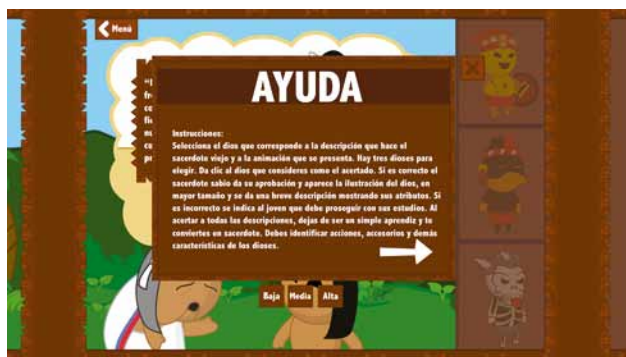 Menú
AYUDA
Instrucciones:
Selecciona el dios que corresponde a la descripción que hace el
sacerdote viejo y a la animación que se presenta. Hay tres dioses para
elegir. Da clic al dios que consideres como el acertado. Si es correcto el
sacerdote sabio da su aprobación y aparece la ilustración del dios, en
mayor tamaño y se da una breve descripción mostrando sus atributos. Si
es incorrecto se indica al joven que debe proseguir con sus estudios. Al
acertar a todas las descripciones, dejas de ser un simple aprendiz y te
conviertes en sacerdote. Debes identificar acciones, accesorios y demás
características de los dioses.
Baja Media Alta